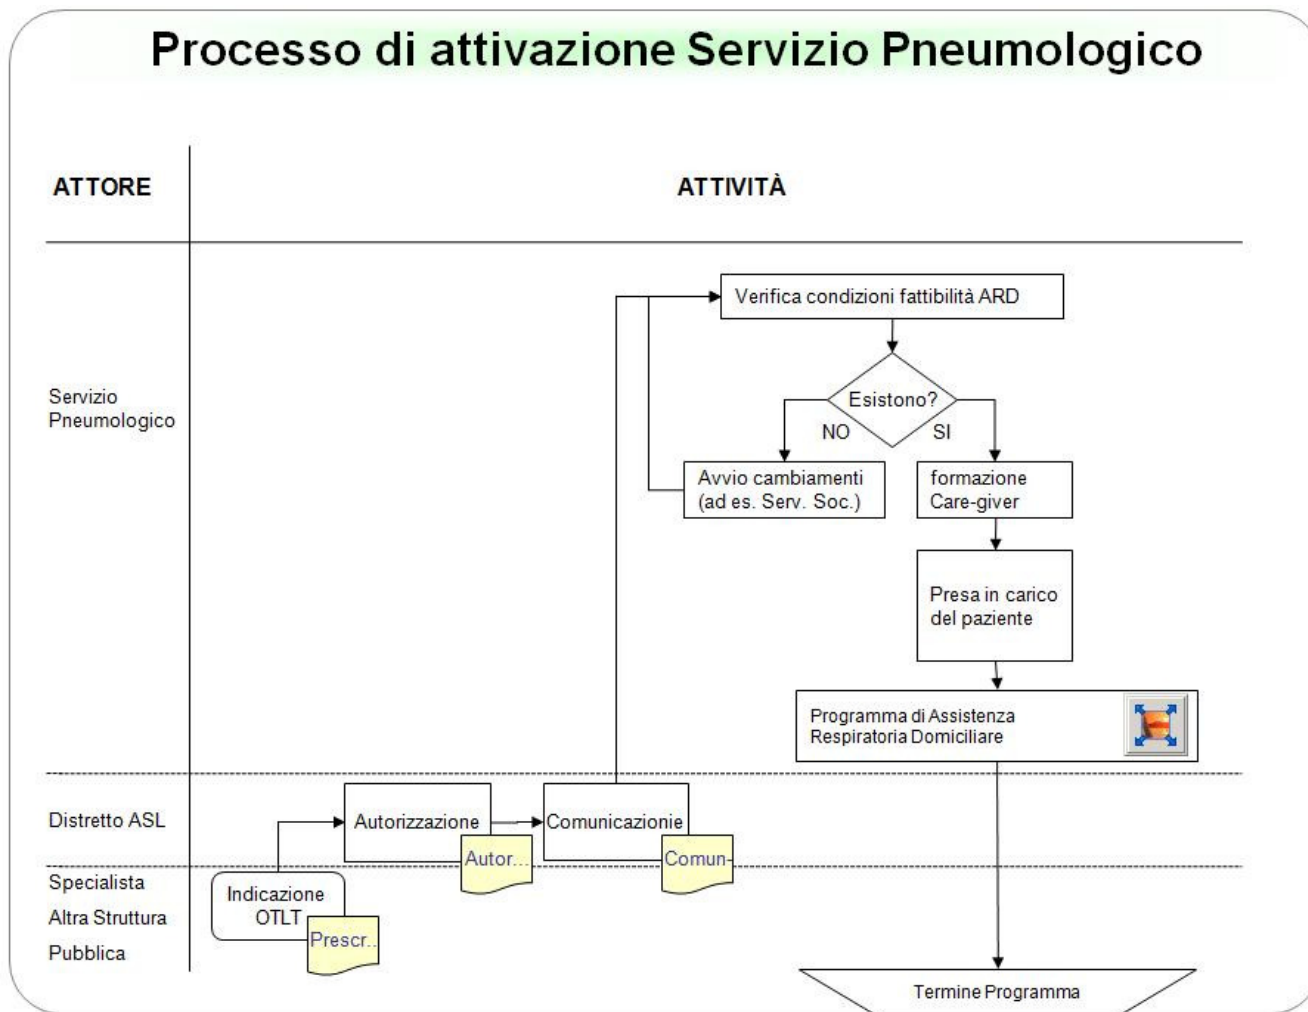 Processo di attivazione Servizio Pneumologico
ATTORE
ATTIVITÀ
Verifica condizioni fattibilità ARD
Servizio
Pneumologico
Esistono?
NO
SI
Avvio cambiamenti
(ad es. Serv. Soc.)
formazione
Care-giver
Presa in carico
del paziente
Programma di Assistenza
Respiratoria Domiciliare
Distretto ASL
Autorizzazione
Comunicazionie
Autor...
Comun-
Specialista
Altra Struttura
Pubblica
Indicazione
OTLT
Prescr..
Termine Programma